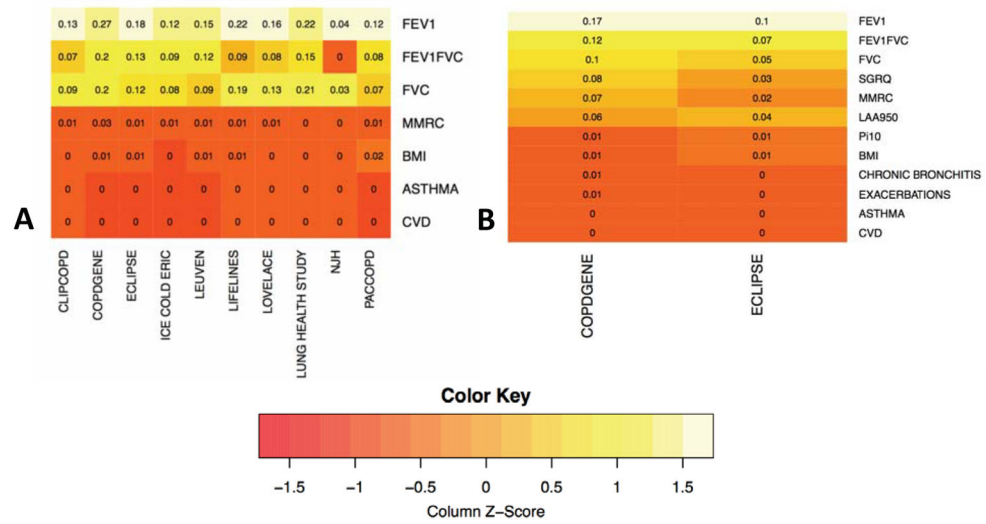 0.13 0.27 0.18 0.12 0.15 0.22 0.16 0.22 0.04 0.12 FEV1
0.07 0.2 0.13 0.09 0.12 0.09 0.08 0.15 0 0.08 FEV1FVC
0.09 0.2 0.12 0.08 0.09 0.19 0.13 0.21 0.03 0.07 FVC
0.01 0.03 0.01 0.01 0.01 0.01 0.01 0 0 0.01 MMRC
0 0.01 0.01 0 0.01 0.01 0 0 0 0.02 BMI
0 0 0 0 0 0 0 0 0 0 ASTHMA
0 0 0 0 0 0 0 0 0 0 CVD
A
CLIPCOPD
COPDGENE
ECLIPSE
ICE COLD ERIC
LEUVEN
LIFELINES
LOVELACE
LUNG HEALTH STUDY
NJH
PACCOPD
0.17 0.1 FEV1
0.12 0.07 FEV1FVC
0.1 0.05 FVC
0.08 0.03 SGRQ
0.07 0.02 MMRC
0.06 0.04 LAA950
0.01 0.01 Pi10
0.01 0.01 BMI
0.01 0 CHRONIC BRONCHITIS
0.01 0 EXACERBATIONS
0 0 ASTHMA
0 0 CVD
B
COPDGENE
ECLIPSE
Color Key
−1.5 −1 −0.5 0 0.5 1 1.5
Column Z−Score